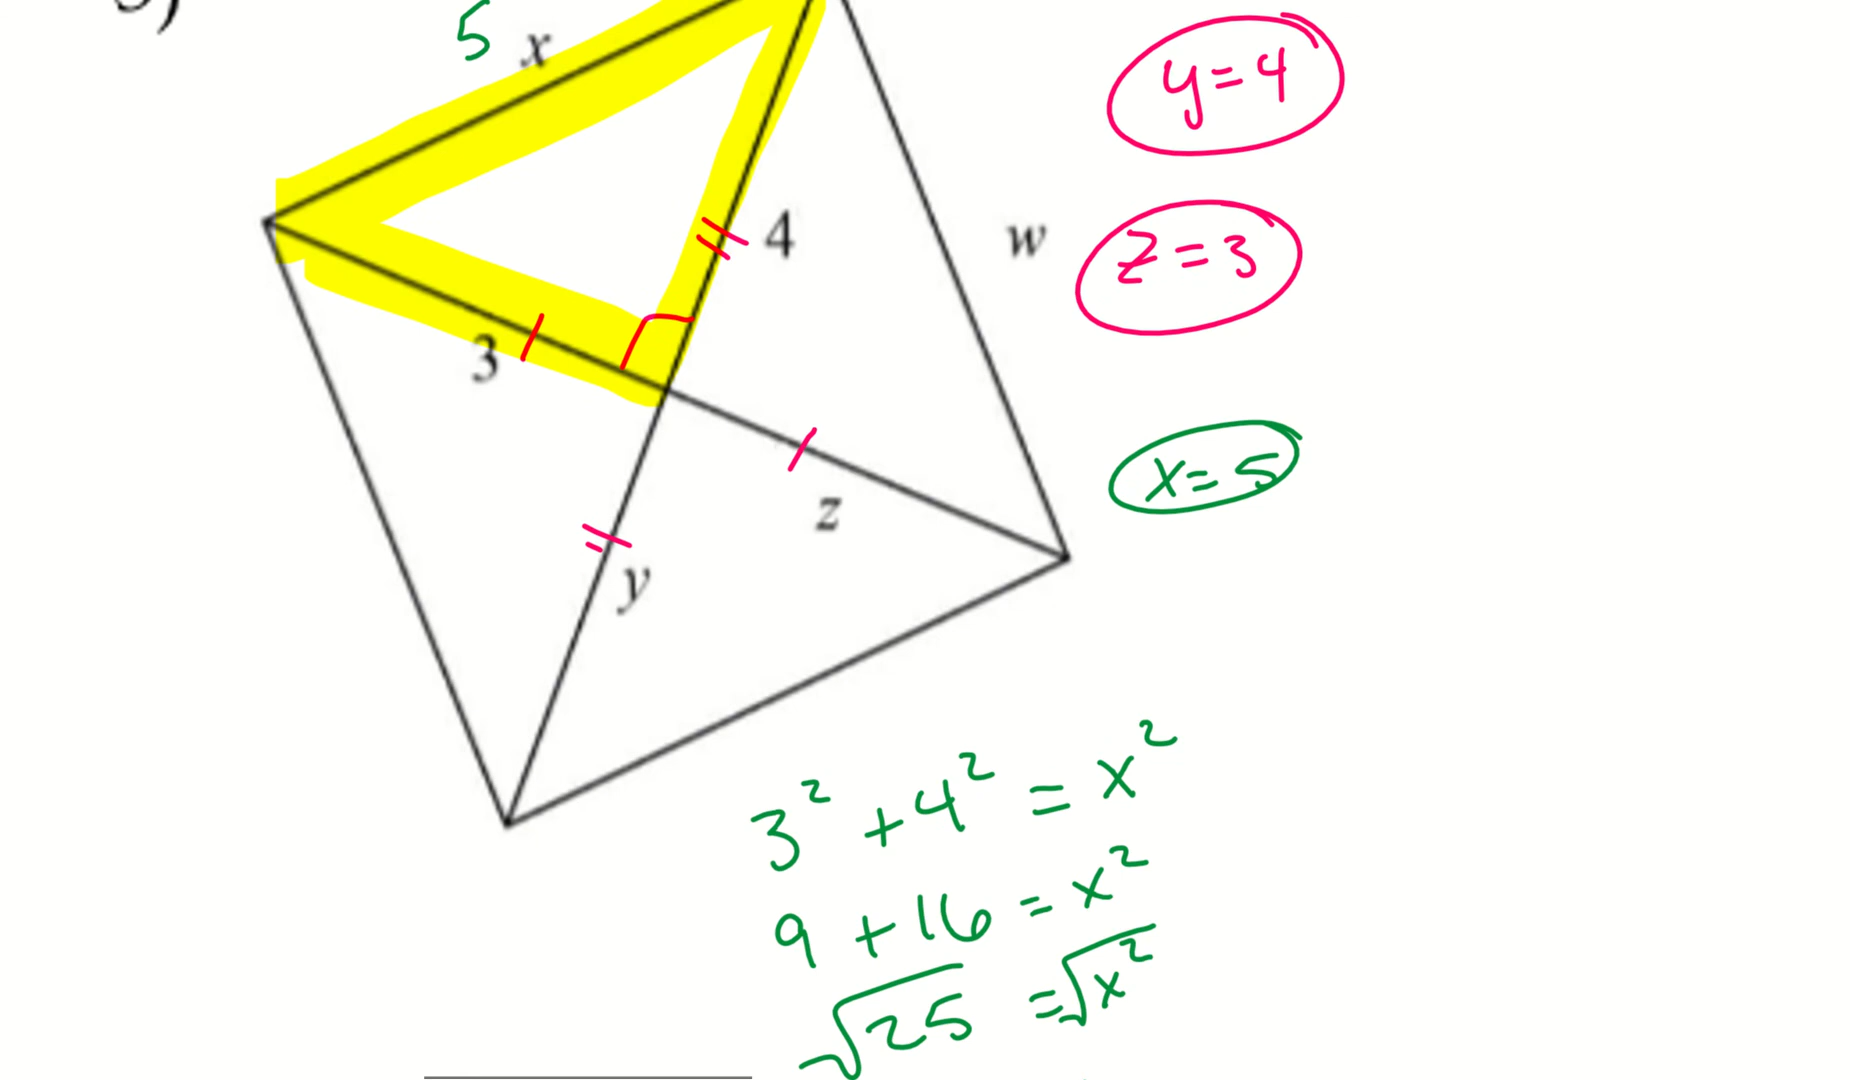 5 x
y = 4
4
w
z = 3
3
x = 5
z
y
3² + 4² = x²
9 + 16 = x²
√25 = √x²